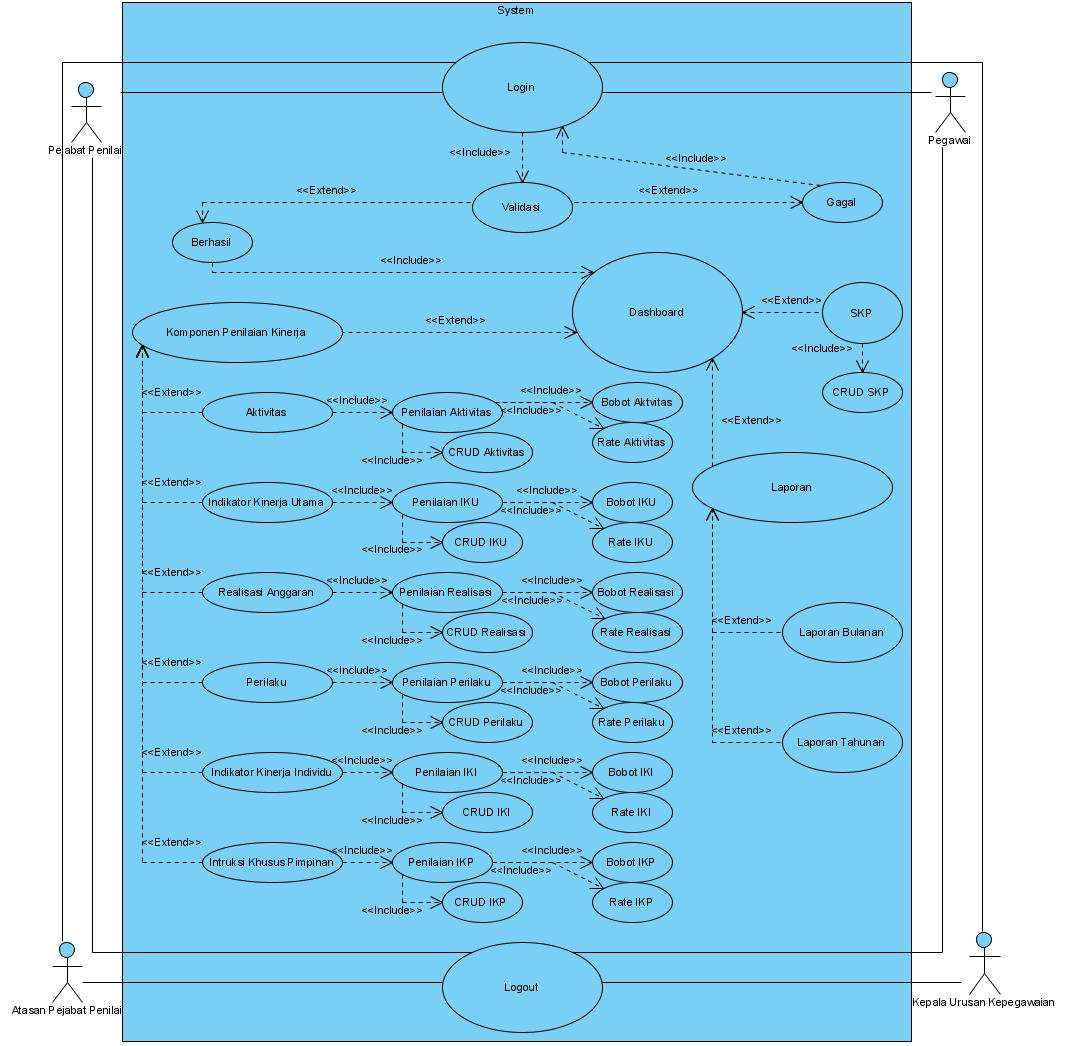 System
Login
Pejabat Penilai
Pegawai
<<Include>>
<<Include>>
<<Extend>>
<<Extend>>
Validasi
Gagal
Berhasil
<<Include>>
Dashboard
<<Extend>>
SKP
Komponen Penilaian Kinerja
<<Extend>>
<<Include>>
CRUD SKP
<<Extend>>
Aktivitas
<<Include>>
Penilaian Aktivitas
<<Include>>
<<Include>>
Bobot Aktvitas
Rate Aktivitas
CRUD Aktivitas
<<Include>>
<<Extend>>
Laporan
<<Extend>>
Indikator Kinerja Utama
<<Include>>
Penilaian IKU
<<Include>>
<<Include>>
Bobot IKU
Rate IKU
CRUD IKU
<<Include>>
<<Extend>>
Realisasi Anggaran
<<Include>>
Penilaian Realisasi
<<Include>>
<<Include>>
Bobot Realisasi
Rate Realisasi
CRUD Realisasi
<<Include>>
<<Extend>>
Laporan Bulanan
<<Extend>>
Perilaku
<<Include>>
Penilaian Perilaku
<<Include>>
<<Include>>
Bobot Perilaku
Rate Perilaku
CRUD Perilaku
<<Include>>
<<Extend>>
Laporan Tahunan
<<Extend>>
Indikator Kinerja Individu
<<Include>>
Penilaian IKI
<<Include>>
<<Include>>
Bobot IKI
Rate IKI
CRUD IKI
<<Include>>
<<Extend>>
Intruksi Khusus Pimpinan
<<Include>>
Penilaian IKP
<<Include>>
<<Include>>
Bobot IKP
Rate IKP
CRUD IKP
<<Include>>
Logout
Atasan Pejabat Penilai
Kepala Urusan Kepegawaian